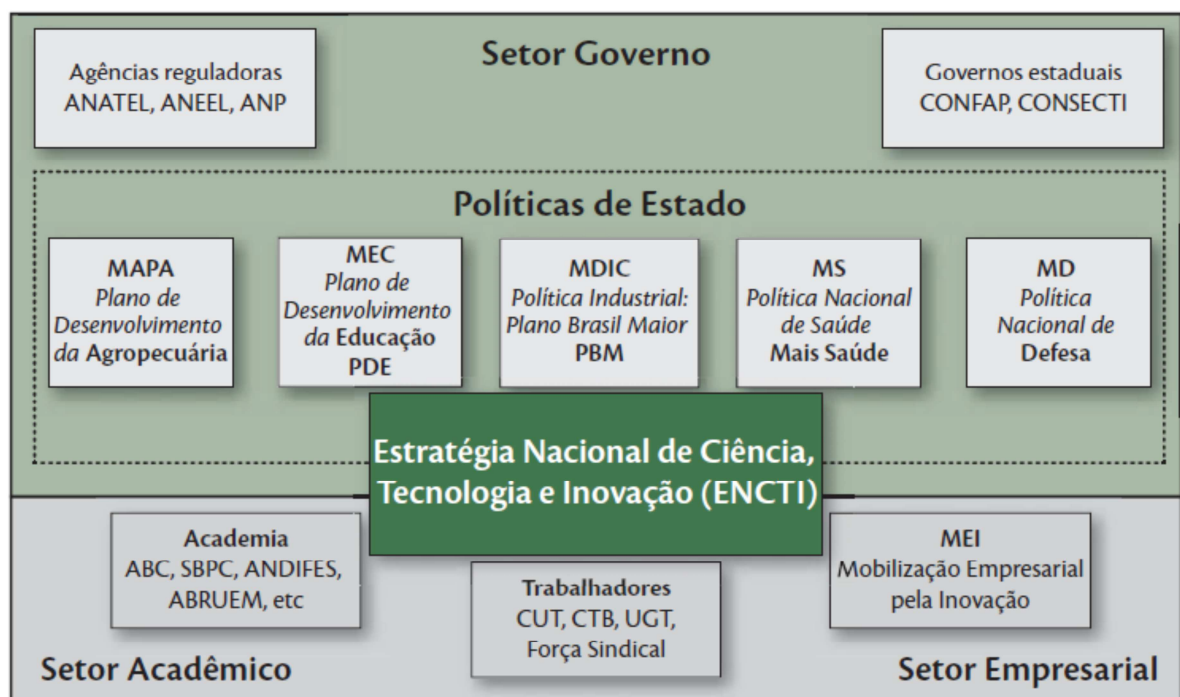 Setor Governo
Agências reguladoras
ANATEL, ANEEL, ANP
Governos estaduais
CONFAP, CONSECTI
Políticas de Estado
MAPA
Plano de
Desenvolvimento
da Agropecuária
MEC
Plano de
Desenvolvimento
da Educação
PDE
MDIC
Política Industrial:
Plano Brasil Maior
PBM
MS
Política Nacional
de Saúde
Mais Saúde
MD
Política
Nacional de
Defesa
Estratégia Nacional de Ciência,
Tecnologia e Inovação (ENCTI)
Academia
ABC, SBPC, ANDIFES,
ABRUEM, etc
Trabalhadores
CUT, CTB, UGT,
Força Sindical
MEI
Mobilização Empresarial
pela Inovação
Setor Acadêmico
Setor Empresarial